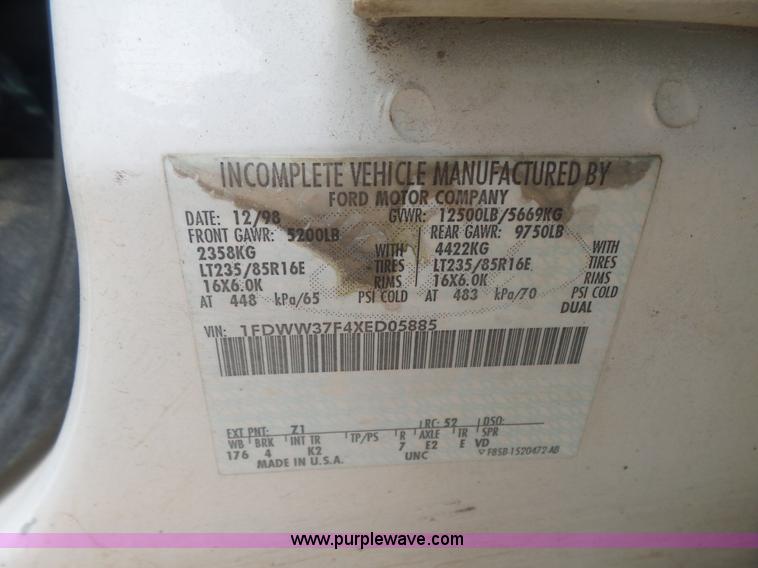 INCOMPLETE VEHICLE MANUFACTURED BY
FORD MOTOR COMPANY
DATE: 12/98 GVWR: 12500LB/5669KG
FRONT GAWR: 5200LB REAR GAWR: 9750LB
2358KG WITH 4422KG WITH
LT235/85R16E TIRES LT235/85R16E TIRES
16X6.0K RIMS 16X6.0K RIMS
AT 448 kPa/65 PSI COLD AT 483 kPa/70 PSI COLD
DUAL
VIN: 1FDWW37F4XED05885
EXT PNT: Z1 RC: 52 DSO:
WB BRK INT TR TP/PS R AXLE TR SPR
176 4 K2 7 E2 E VD
MADE IN U.S.A. UNC F85B-1520472-AB
www.purplewave.com